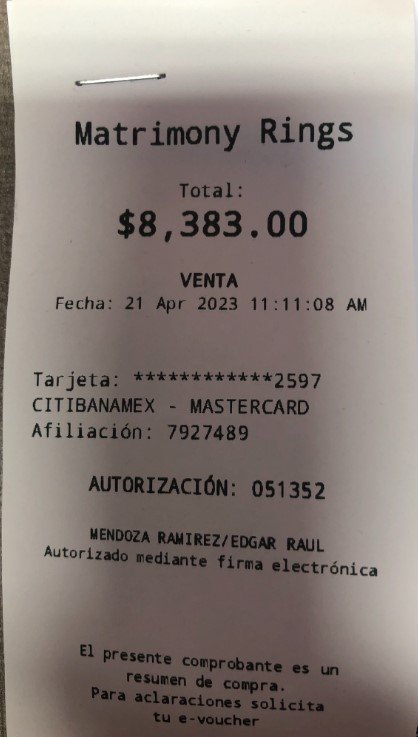 Matrimony Rings
Total:
$8,383.00
VENTA
Fecha: 21 Apr 2023 11:11:08 AM
Tarjeta: ************2597
CITIBANAMEX - MASTERCARD
Afiliación: 7927489
AUTORIZACIÓN: 051352
MENDOZA RAMIREZ/EDGAR RAUL
Autorizado mediante firma electrónica
El presente comprobante es un
resumen de compra.
Para aclaraciones solicita
tu e-voucher